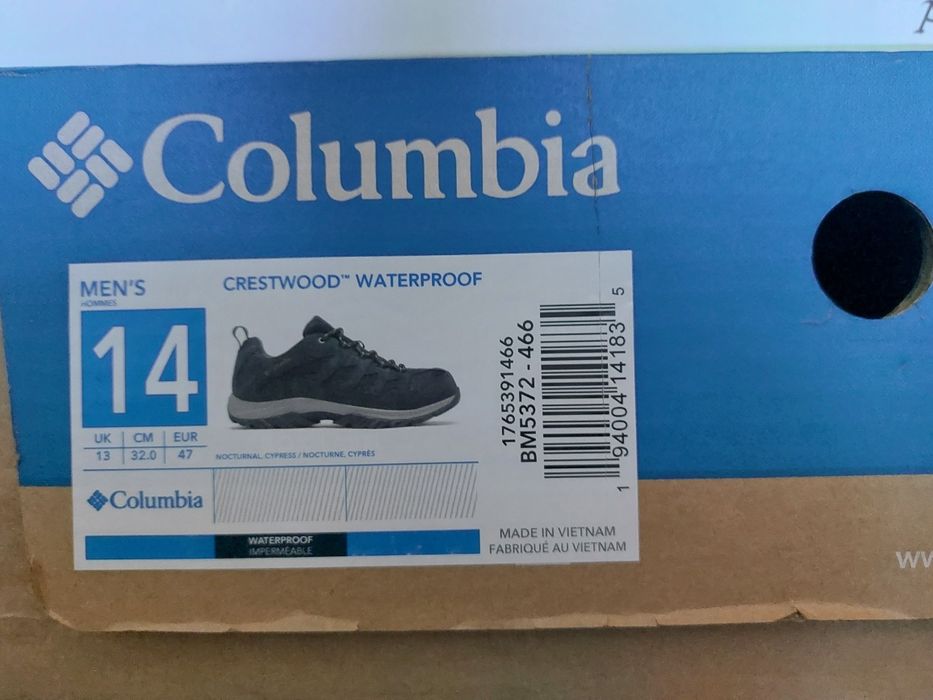 Columbia
MEN'S
HOMMES
14
UK CM EUR
13 32.0 47
CRESTWOOD™ WATERPROOF
NOCTURNAL, CYPRESS / NOCTURNE, CYPRÈS
1765391466
BM5372 - 466
1 94004 14183 5
Columbia
WATERPROOF
IMPERMÉABLE
MADE IN VIETNAM
FABRIQUÉ AU VIETNAM